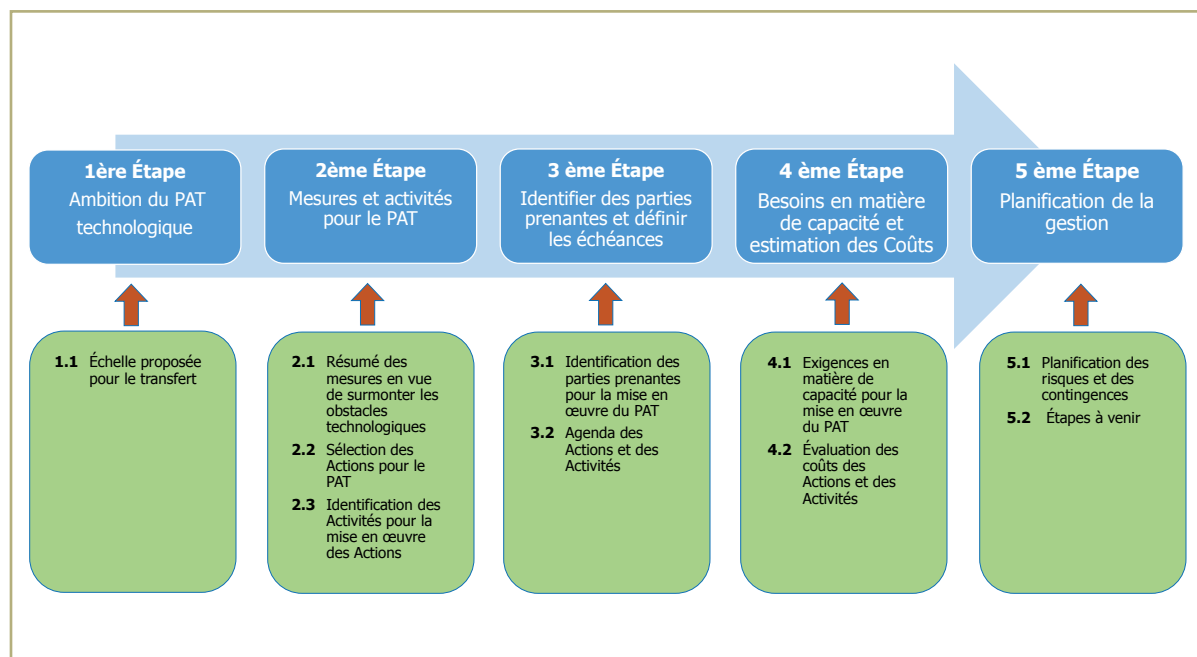 1ère Étape
Ambition du PAT
technologique
2ème Étape
Mesures et activités
pour le PAT
3 ème Étape
Identifier des parties
prenantes et définir
les échéances
4 ème Étape
Besoins en matière
de capacité et
estimation des Coûts
5 ème Étape
Planification de la
gestion
1.1 Échelle proposée
pour le transfert
2.1 Résumé des
mesures en vue
de surmonter les
obstacles
technologiques
2.2 Sélection des
Actions pour le
PAT
2.3 Identification des
Activités pour la
mise en œuvre
des Actions
3.1 Identification des
parties prenantes
pour la mise en
œuvre du PAT
3.2 Agenda des
Actions et des
Activités
4.1 Exigences en
matière de
capacité pour la
mise en œuvre
du PAT
4.2 Évaluation des
coûts des
Actions et des
Activités
5.1 Planification des
risques et des
contingences
5.2 Étapes à venir